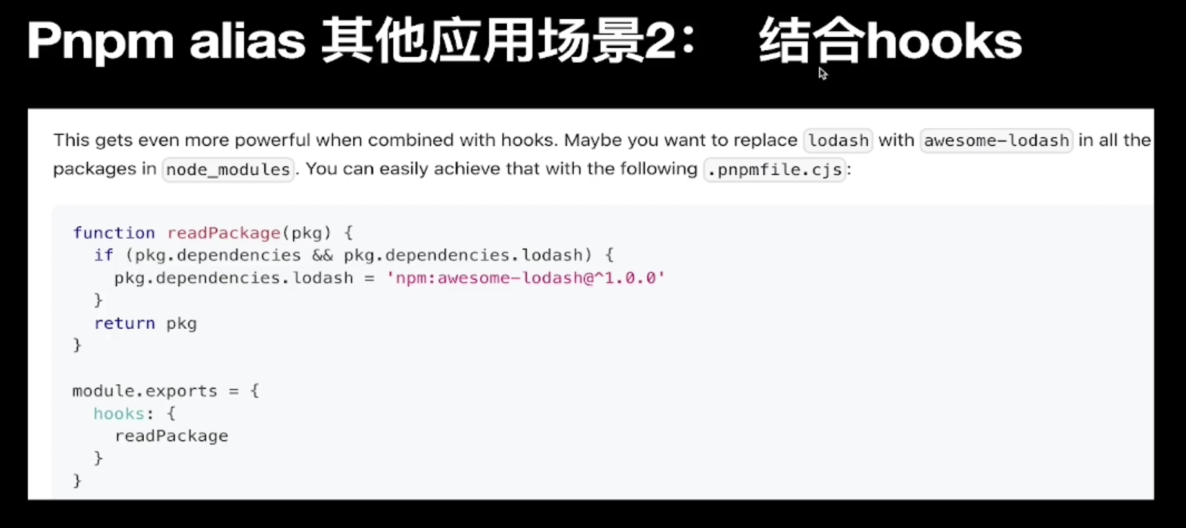 Pnpm alias 其他应用场景2： 结合hooks
This gets even more powerful when combined with hooks. Maybe you want to replace lodash with awesome-lodash in all the
packages in node_modules. You can easily achieve that with the following .pnpmfile.cjs:
function readPackage(pkg) {
  if (pkg.dependencies && pkg.dependencies.lodash) {
    pkg.dependencies.lodash = 'npm:awesome-lodash@^1.0.0'
  }
  return pkg
}
module.exports = {
  hooks: {
    readPackage
  }
}